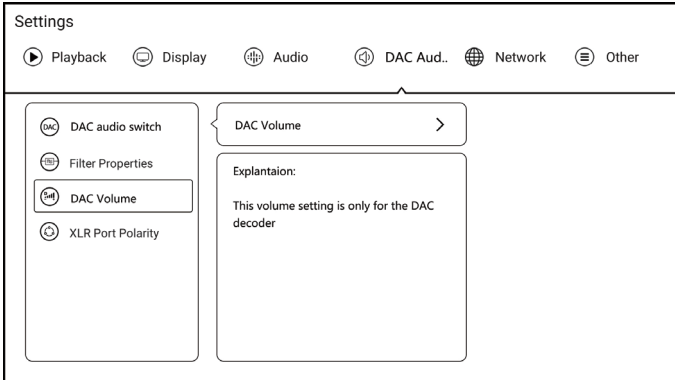 Settings
Playback Display Audio DAC Aud.. Network Other
DAC audio switch
Filter Properties
DAC Volume
XLR Port Polarity
DAC Volume
Explantaion:
This volume setting is only for the DAC
decoder